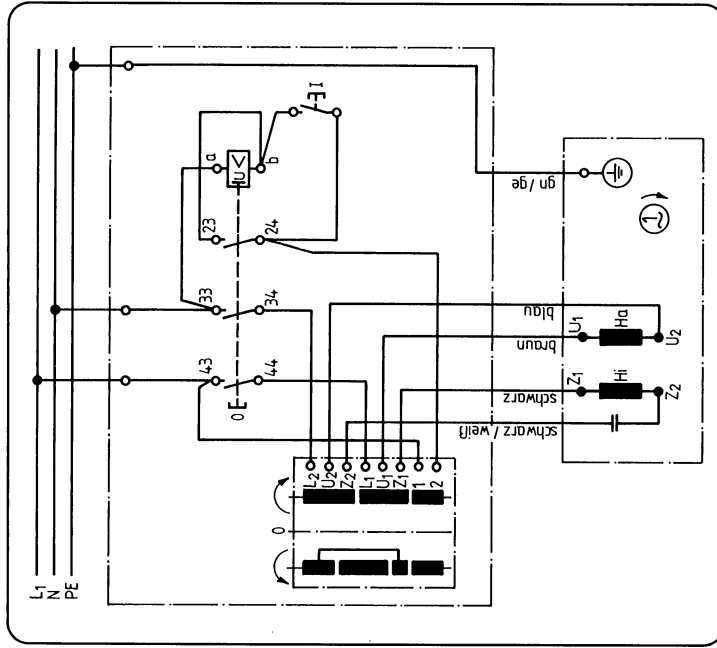 L1
N
PE
a
U<
b
I
23
24
33
34
43
44
0
gn/ge
blau
braun
schwarz
schwarz / weiß
L2
U2
Z2
L1
U1
Z1
1
2
0
1~
U1
Ha
U2
Z1
Hi
Z2